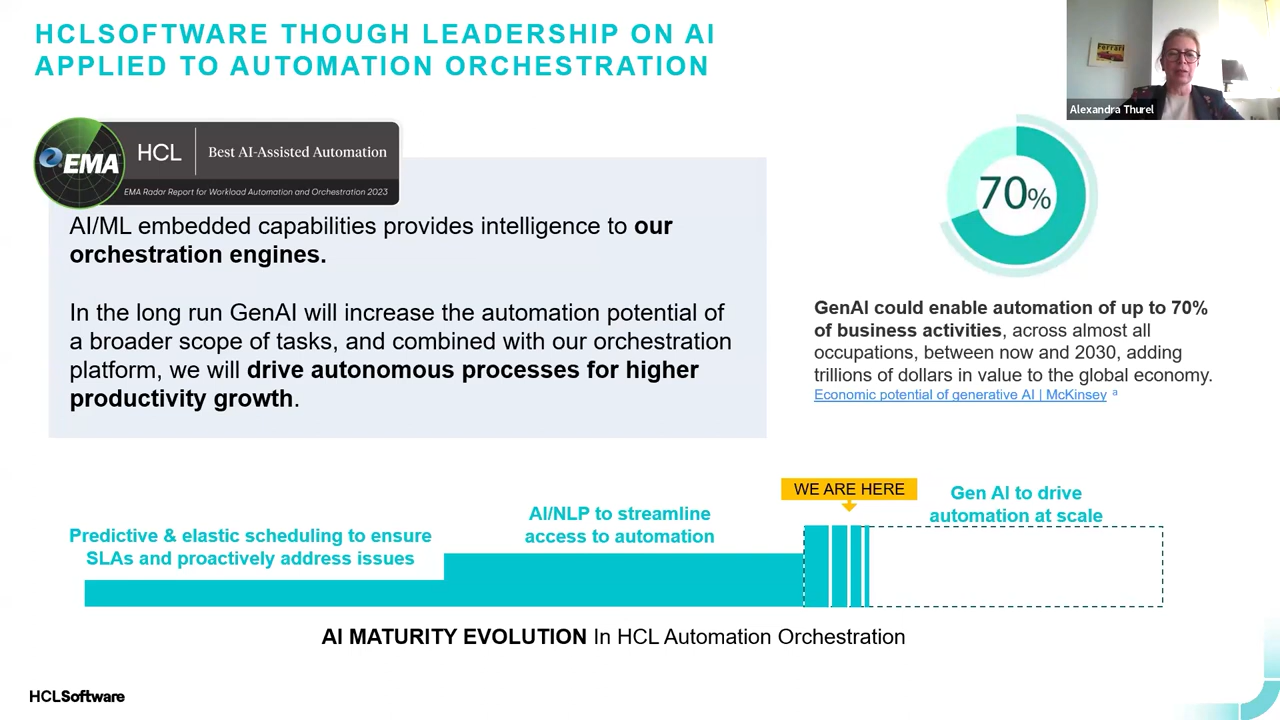 HCLSOFTWARE THOUGH LEADERSHIP ON AI
APPLIED TO AUTOMATION ORCHESTRATION
Ferrari
Alexandra Thurel
EMA
HCL
Best AI-Assisted Automation
EMA Radar Report for Workload Automation and Orchestration 2023
AI/ML embedded capabilities provides intelligence to our
orchestration engines.
In the long run GenAI will increase the automation potential of
a broader scope of tasks, and combined with our orchestration
platform, we will drive autonomous processes for higher
productivity growth.
70%
GenAI could enable automation of up to 70%
of business activities, across almost all
occupations, between now and 2030, adding
trillions of dollars in value to the global economy.
Economic potential of generative AI | McKinsey a
Predictive & elastic scheduling to ensure
SLAs and proactively address issues
AI/NLP to streamline
access to automation
WE ARE HERE
Gen AI to drive
automation at scale
AI MATURITY EVOLUTION In HCL Automation Orchestration
HCLSoftware